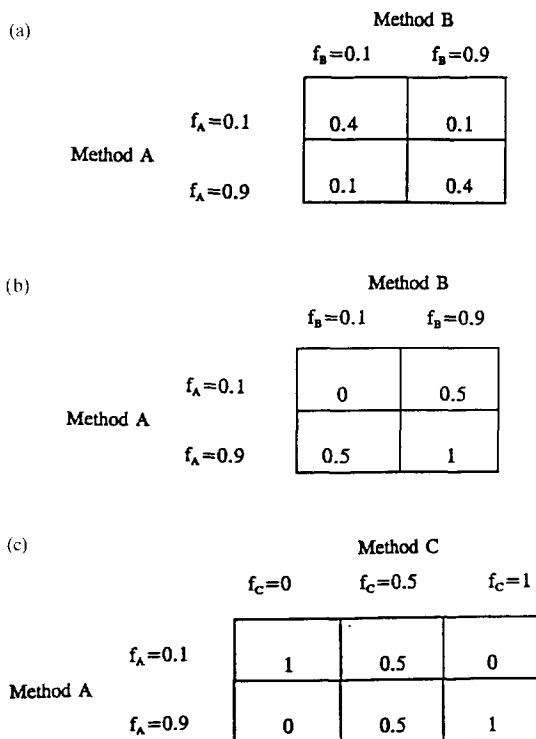 (a)
Method B
f_B=0.1 f_B=0.9
f_A=0.1 0.4 0.1
Method A
f_A=0.9 0.1 0.4
(b)
Method B
f_B=0.1 f_B=0.9
f_A=0.1 0 0.5
Method A
f_A=0.9 0.5 1
(c)
Method C
f_C=0 f_C=0.5 f_C=1
f_A=0.1 1 0.5 0
Method A
f_A=0.9 0 0.5 1